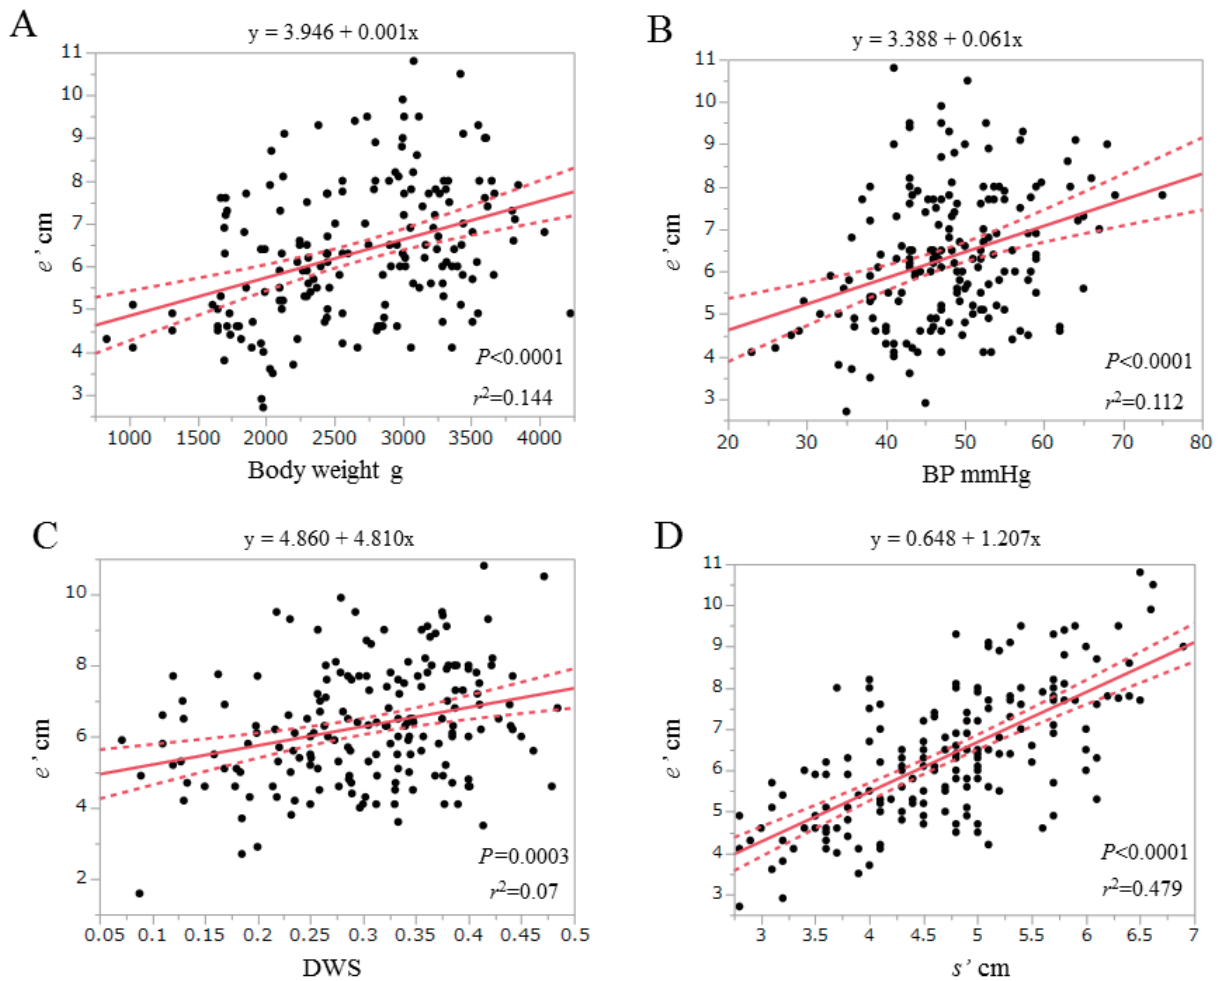 A
y = 3.946 + 0.001x
11
10
9
8
7
6
5
4
3
e’ cm
P<0.0001
r²=0.144
1000 1500 2000 2500 3000 3500 4000
Body weight g
B
y = 3.388 + 0.061x
11
10
9
8
7
6
5
4
3
e’ cm
P<0.0001
r²=0.112
20 30 40 50 60 70 80
BP mmHg
C
y = 4.860 + 4.810x
10
8
6
4
2
e’ cm
P=0.0003
r²=0.07
0.05 0.1 0.15 0.2 0.25 0.3 0.35 0.4 0.45 0.5
DWS
D
y = 0.648 + 1.207x
11
10
9
8
7
6
5
4
3
e’ cm
P<0.0001
r²=0.479
3 3.5 4 4.5 5 5.5 6 6.5 7
s’ cm